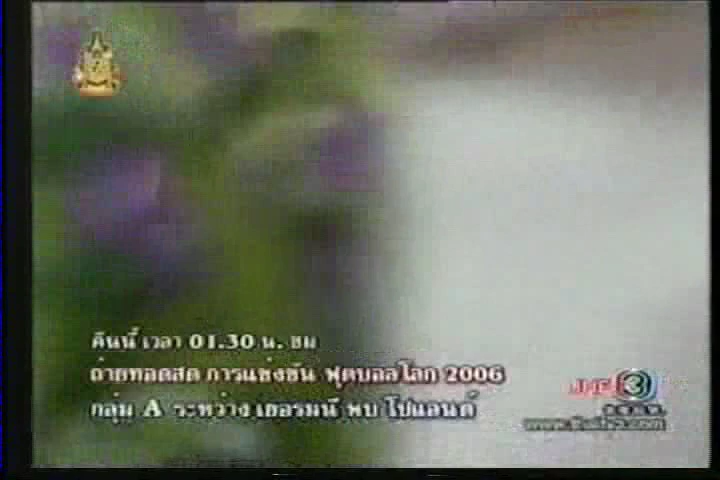 คืนนี้ เวลา 01.30 น. ชม
ถ่ายทอดสด การแข่งขัน ฟุตบอลโลก 2006
กลุ่ม A ระหว่าง เยอรมนี พบ โปแลนด์
3